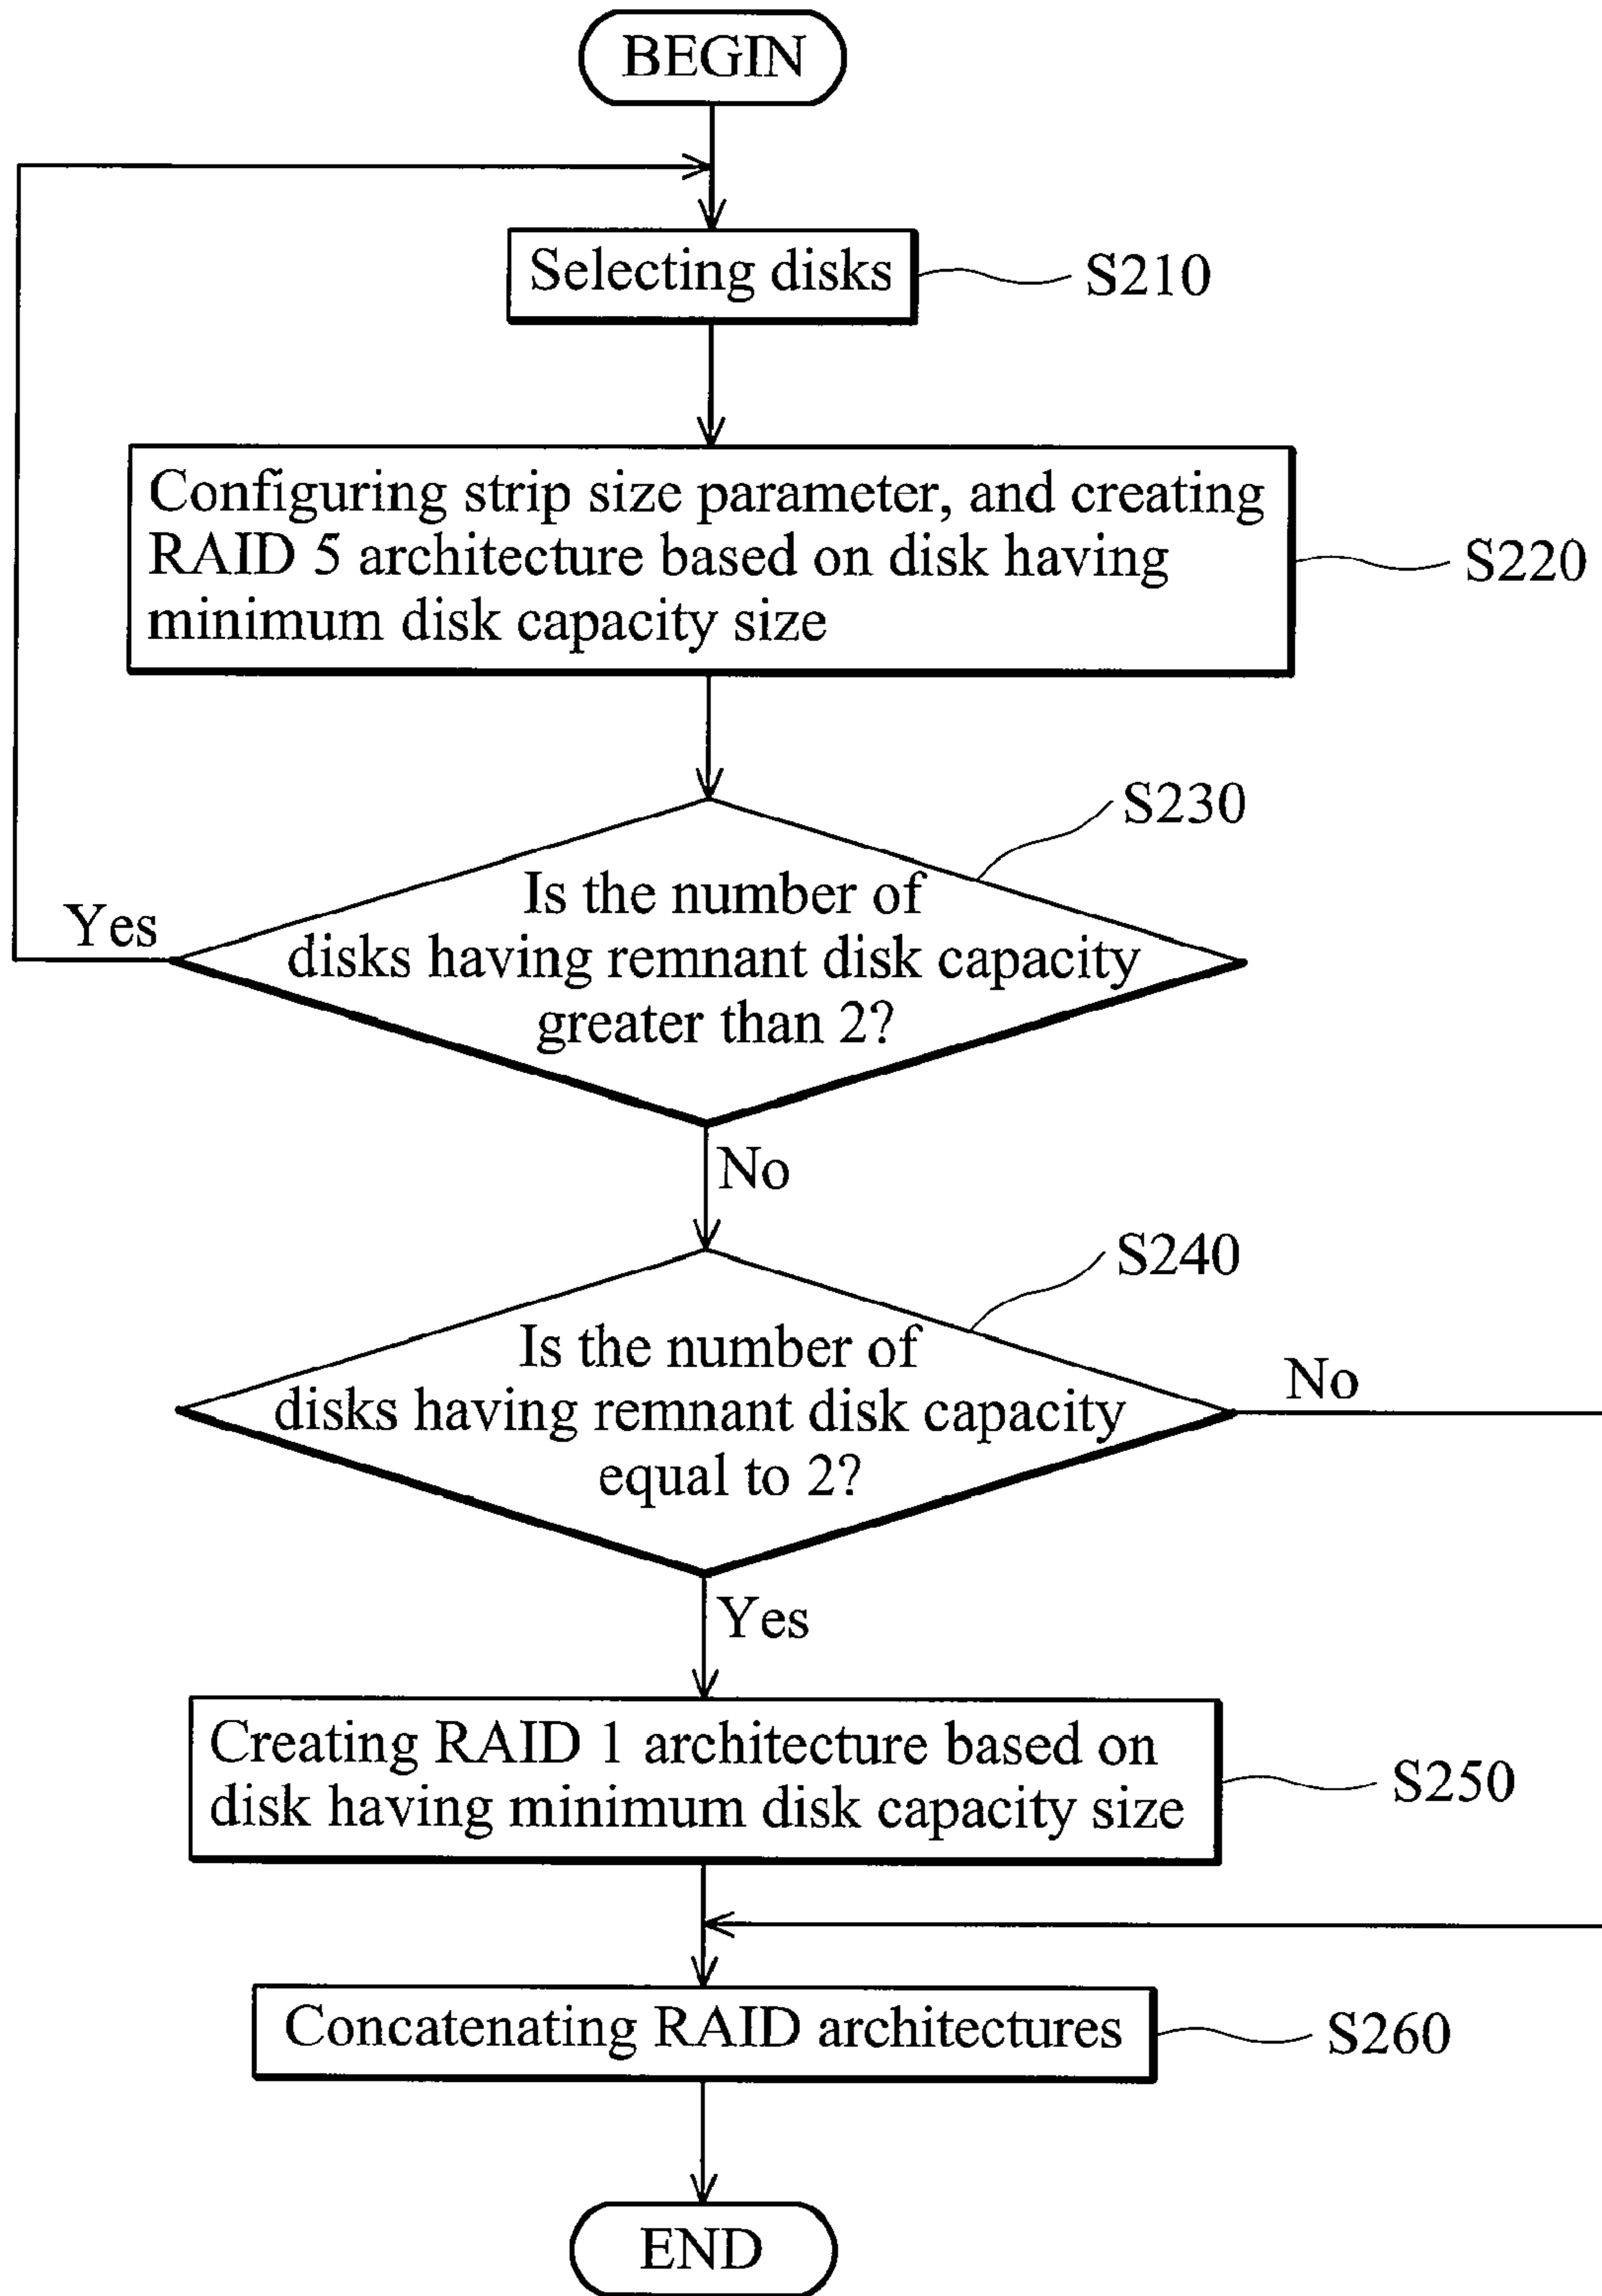 BEGIN
Selecting disks
S210
Configuring strip size parameter, and creating
RAID 5 architecture based on disk having
minimum disk capacity size
S220
S230
Is the number of
disks having remnant disk capacity
greater than 2?
Yes
No
S240
Is the number of
disks having remnant disk capacity
equal to 2?
No
Yes
Creating RAID 1 architecture based on
disk having minimum disk capacity size
S250
Concatenating RAID architectures
S260
END